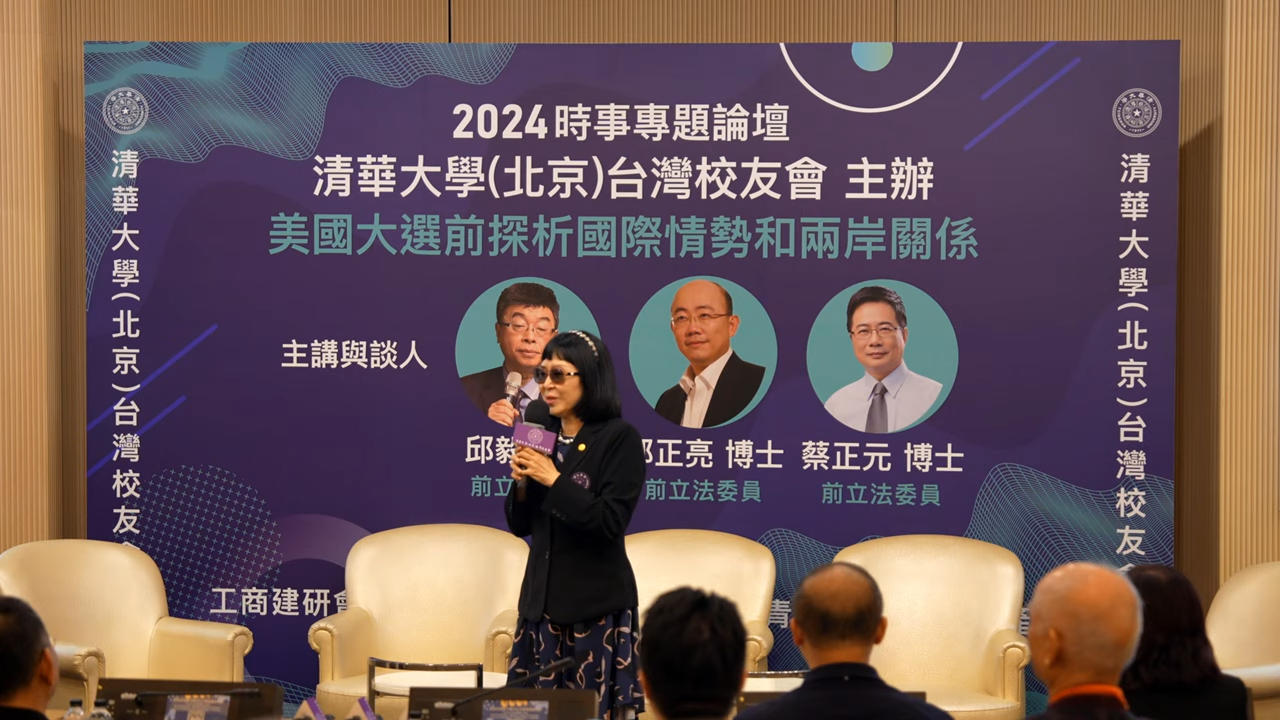 2024時事專題論壇
清華大學(北京)台灣校友會 主辦
美國大選前探析國際情勢和兩岸關係
清華大學(北京)台灣校友
清華大學(北京)台灣校友
主講與談人
邱毅
前立
正亮 博士
前立法委員
蔡正元 博士
前立法委員
工商建研會
青